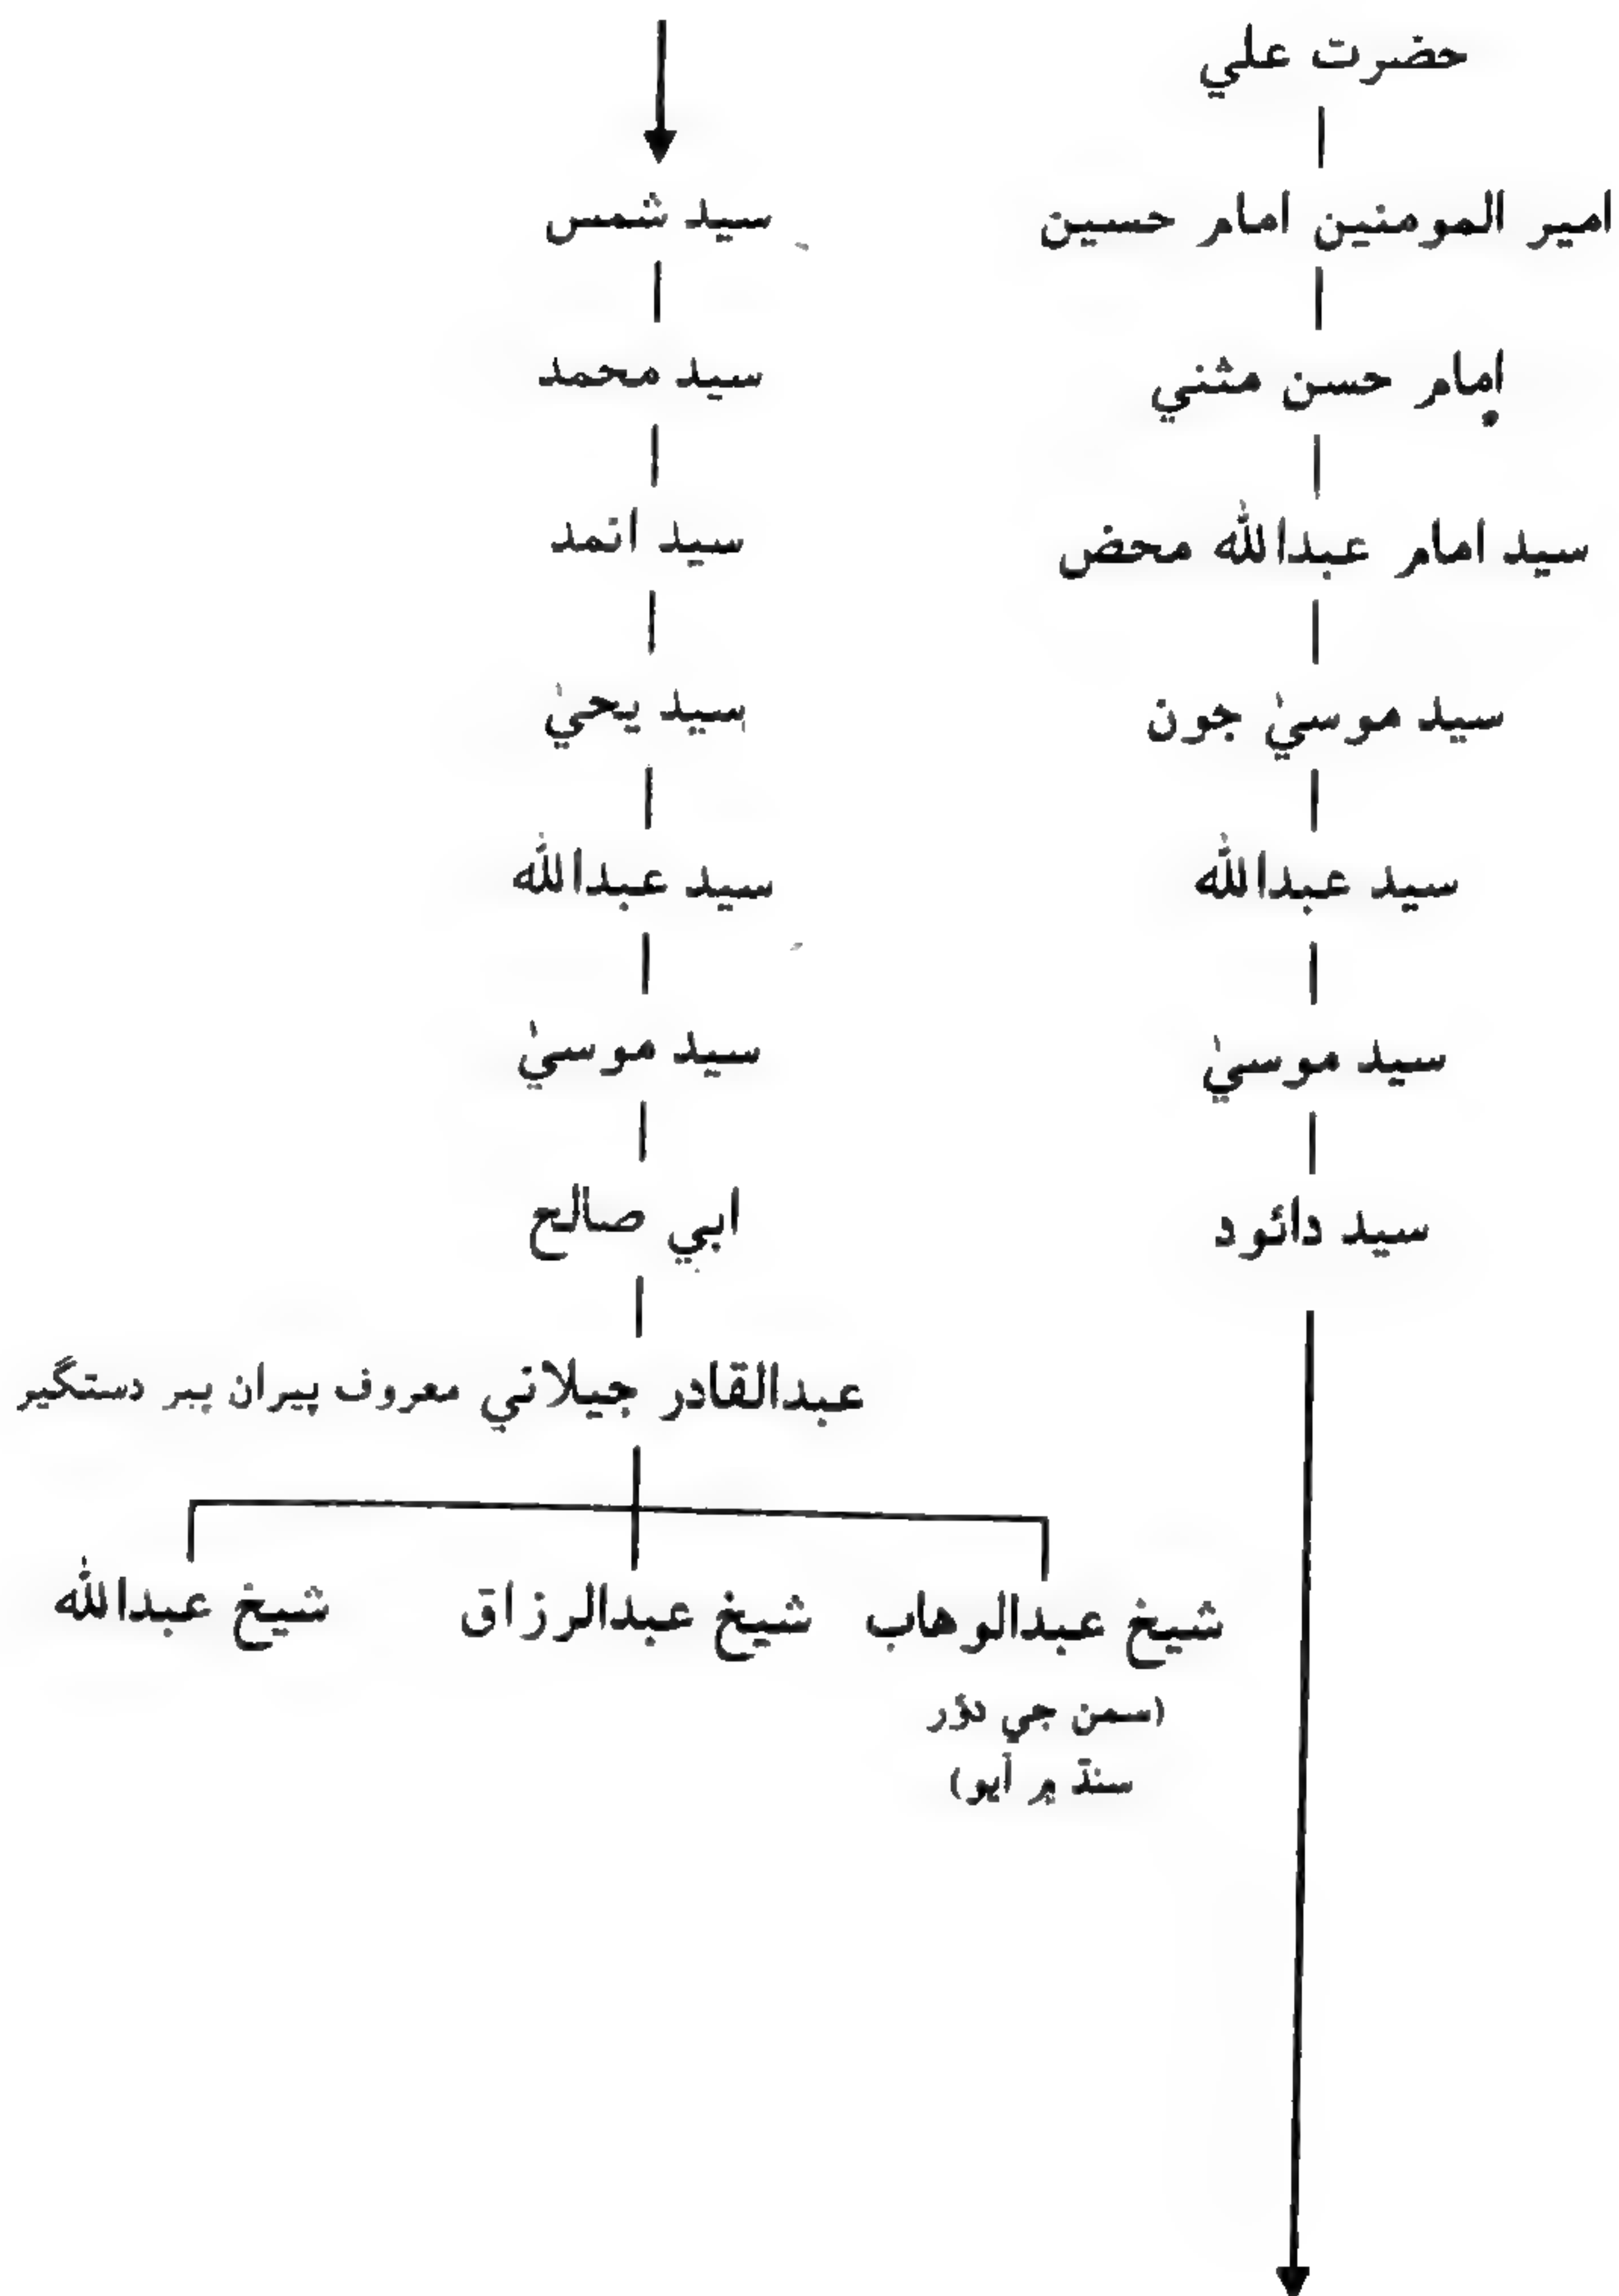 حضرت علي
امير المومنين امام حسين
امام حسن مثني
سيد امام عبدالله محض
سيد موسيٰ جون
سيد عبدالله
سيد موسيٰ
سيد دائود
سيد شمس
سيد محمد
سيد اتمد
سيد يحيٰ
سيد عبدالله
سيد موسيٰ
ابي صالح
عبدالقادر جيلاني معروف پيران پير دستگير
شيخ عبدالوهاب
(سمن جي دؤر
سنڌ ۾ آيو)
شيخ عبدالرزاق
شيخ عبدالله